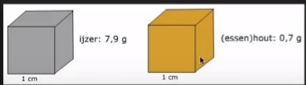 ijzer: 7,9 g
(essen)hout: 0,7 g
1 cm
1 cm